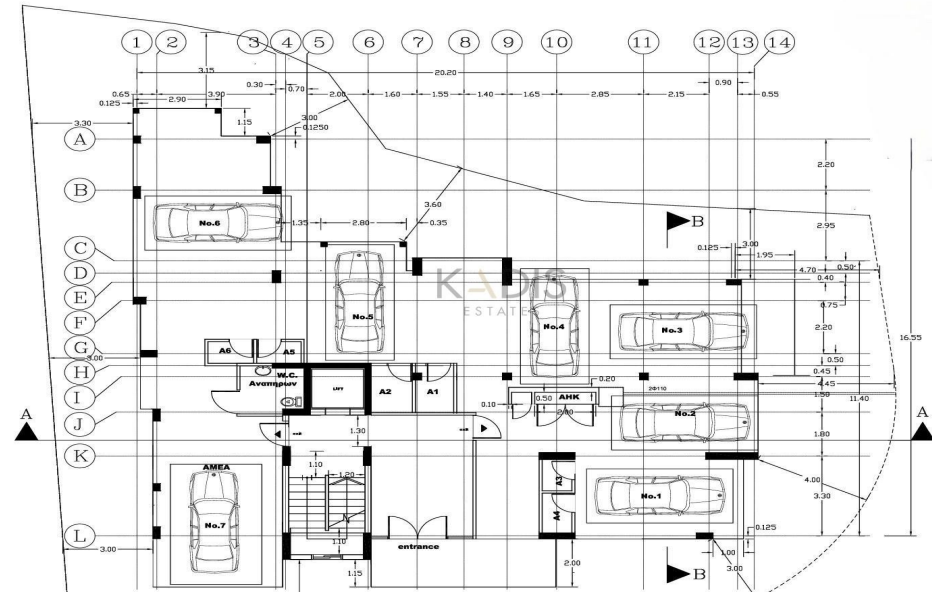 1 2 3 4 5 6 7 8 9 10 11 12 13 14
3.15
20.20
0.90
0.65 3.90 0.30 0.70 2.00 1.60 1.55 1.40 1.65 2.85 2.15 0.55
0.125 2.90
3.30
1.15
3.00
0.1250
A
B
C
D
E
F
G
H
I
J
K
L
2.20
2.95
3.60
1.35 2.80 0.35
B
No.6
0.125 3.00
1.95
4.70
0.50
0.40
0.75
2.20
16.55
KADIS
ESTATES
No.5
No.4
No.3
A6 A5
W.C.
Αναπηρων
LIFT
A2 A1
3.00
0.50
0.45
4.45
1.50
11.40
0.20
2Φ110
0.50 AHK
0.10 2.00
No.2
A
A
1.30
1.80
1.10
1.20
AMEA
A3
A4
No.1
4.00
3.30
No.7
0.125
1.10
entrance
3.00
1.15
2.00
B
1.00
3.00